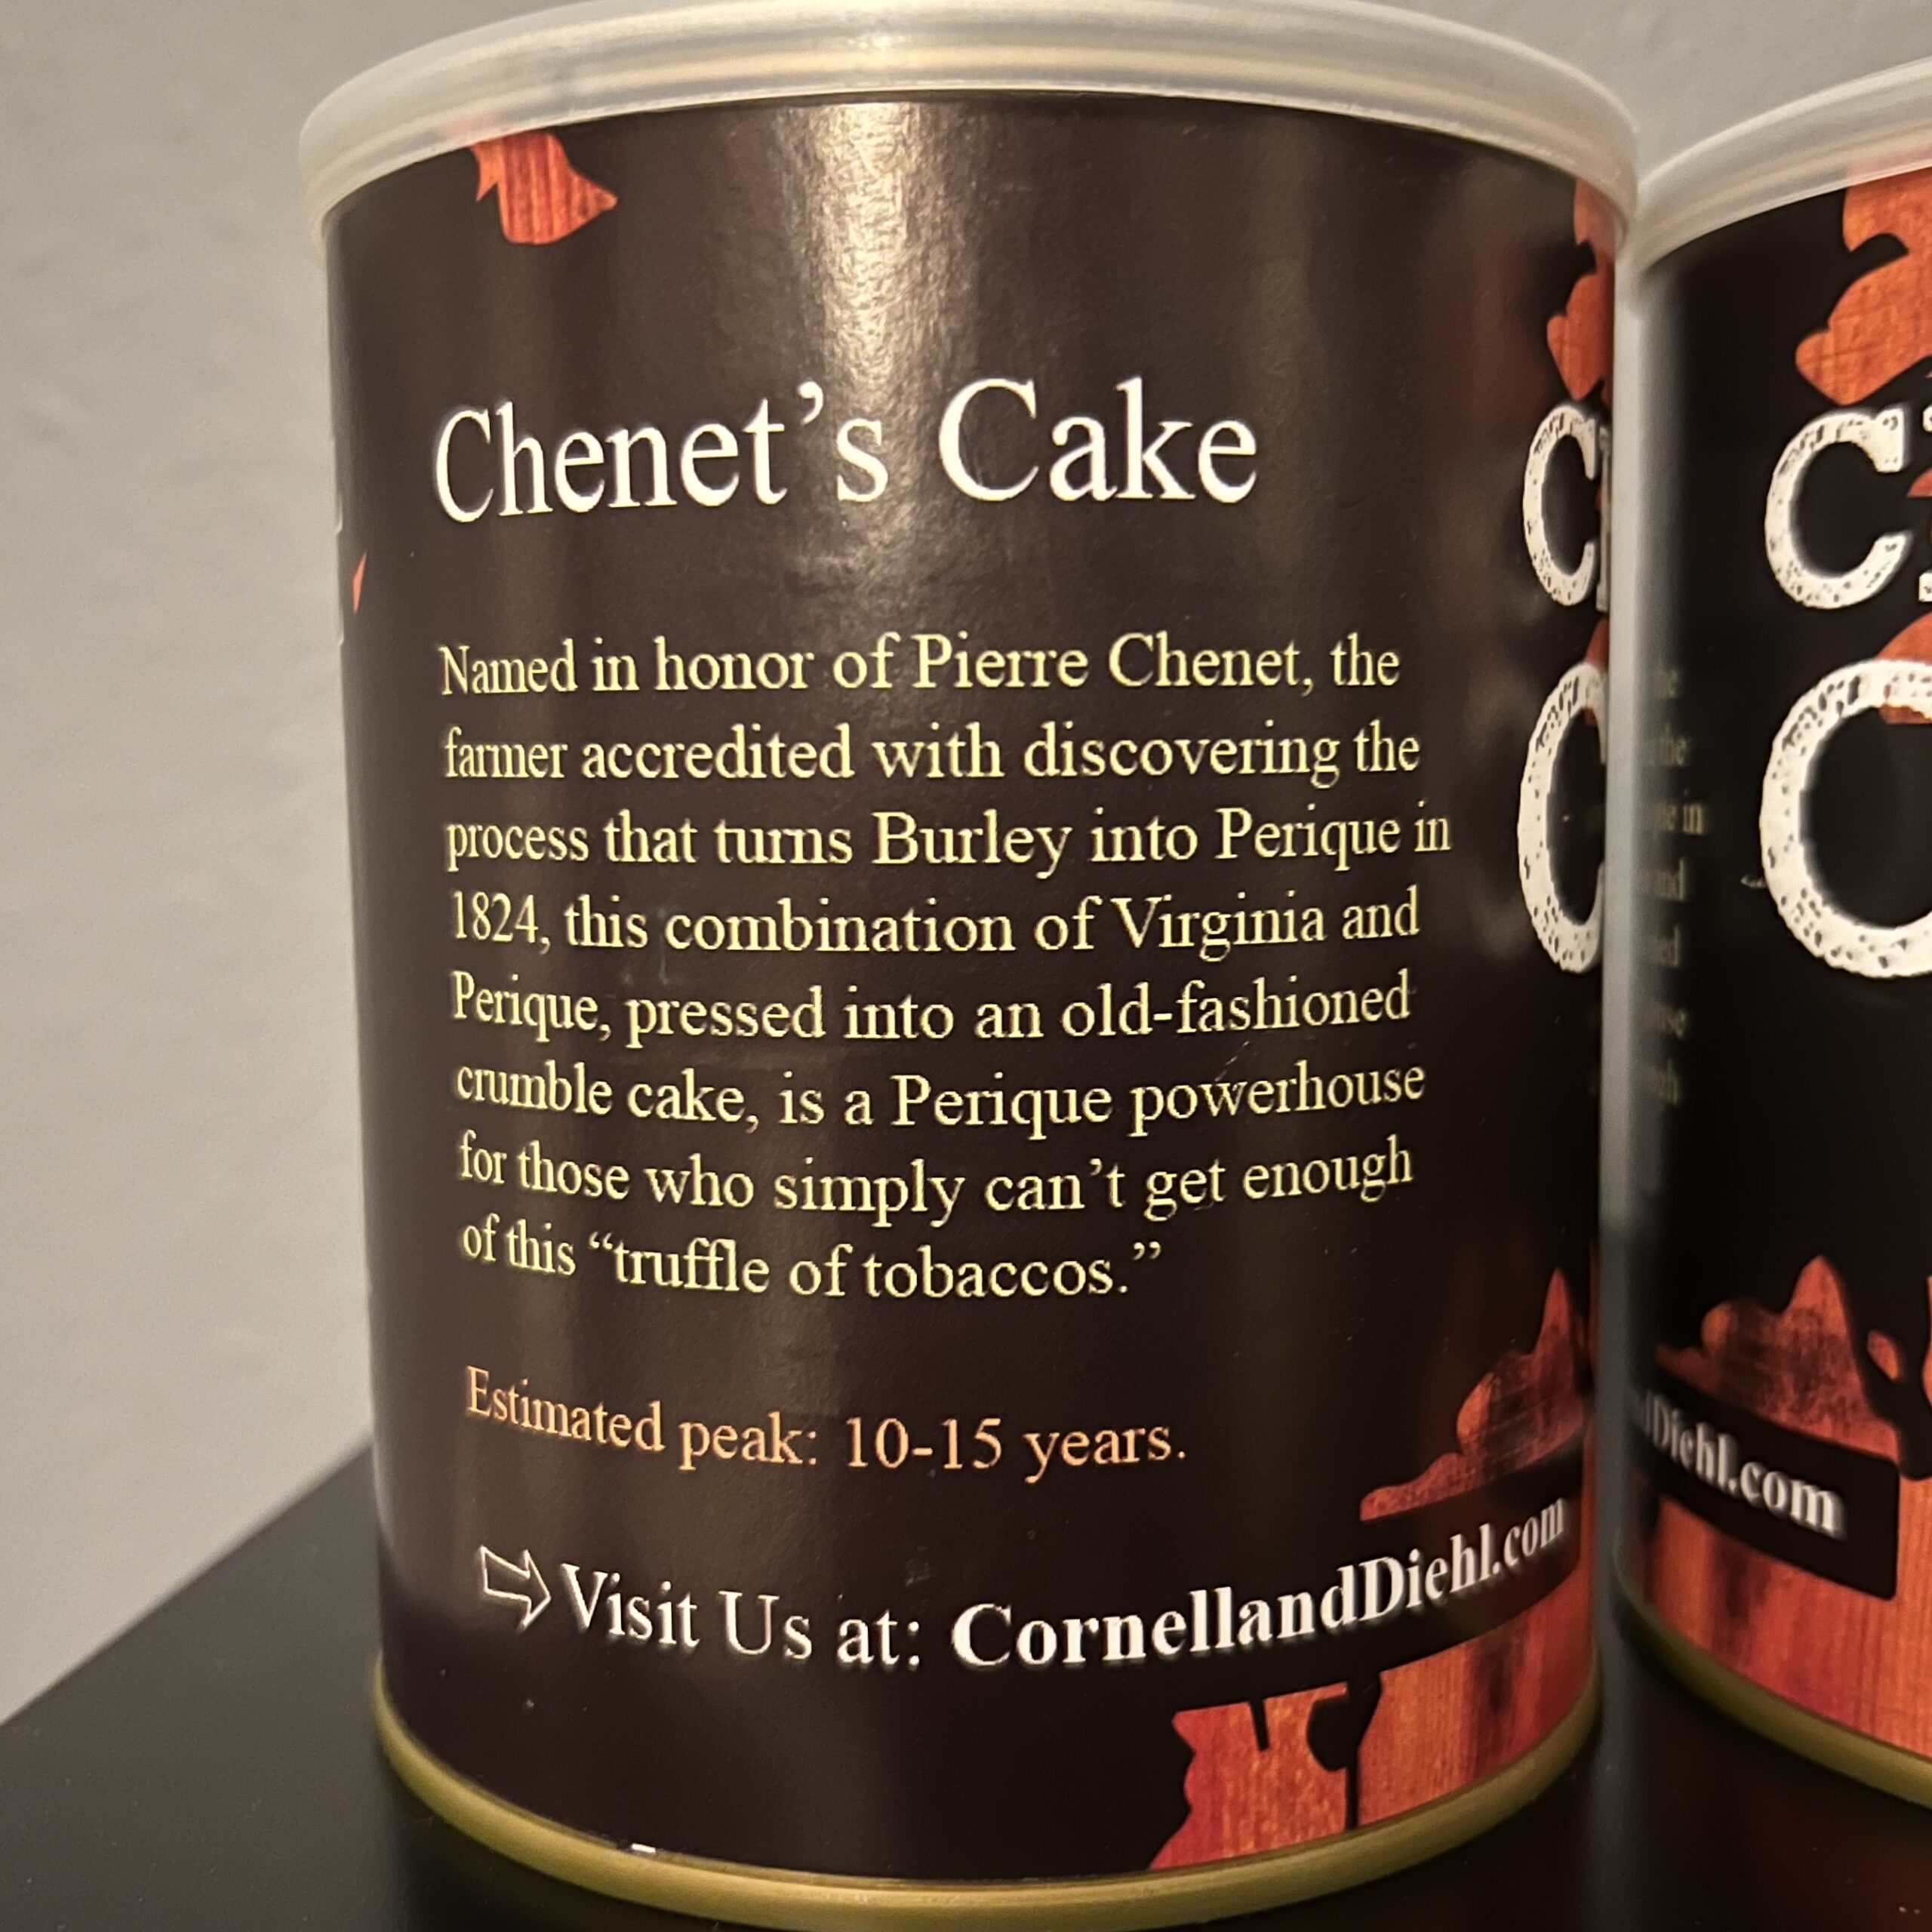 Chenet's Cake
Named in honor of Pierre Chenet, the
farmer accredited with discovering the
process that turns Burley into Perique in
1824, this combination of Virginia and
Perique, pressed into an old-fashioned
crumble cake, is a Perique powerhouse
for those who simply can't get enough
of this “truffle of tobaccos.”
Estimated peak: 10-15 years.
Visit Us at: CornellandDiehl.com
Diehl.com